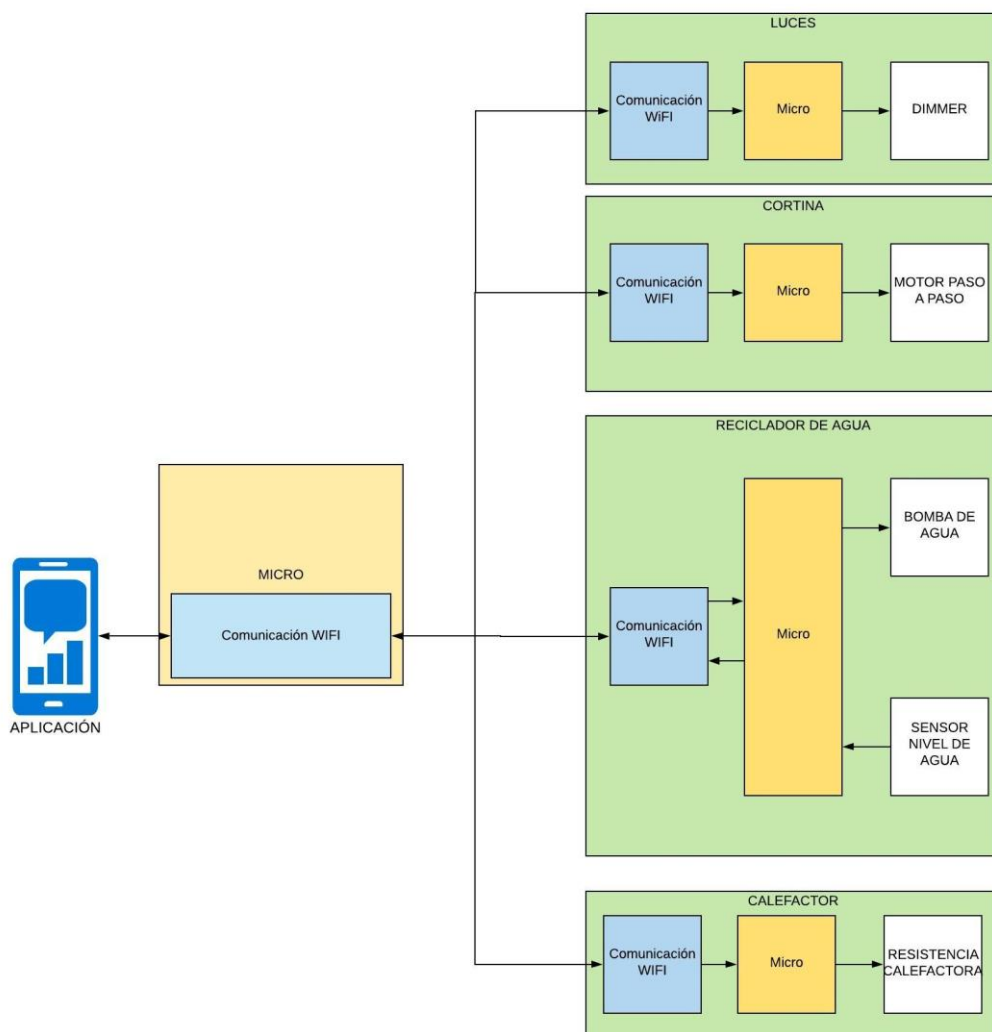 LUCES
Comunicación
WiFI
Micro
DIMMER
CORTINA
Comunicación
WIFI
Micro
MOTOR PASO
A PASO
RECICLADOR DE AGUA
BOMBA DE
AGUA
Comunicación
WIFI
Micro
SENSOR
NIVEL DE
AGUA
MICRO
Comunicación WIFI
APLICACIÓN
CALEFACTOR
Comunicación
WIFI
Micro
RESISTENCIA
CALEFACTORA